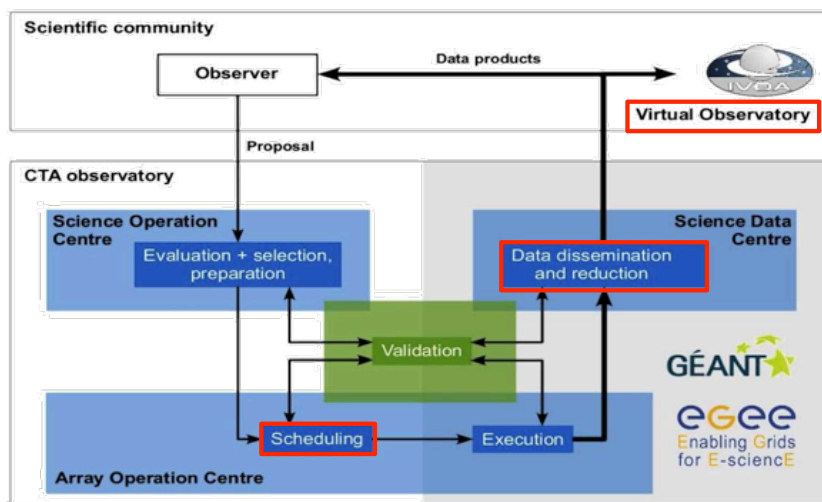 Scientific community
Observer
Data products
IVOA
Virtual Observatory
Proposal
CTA observatory
Science Operation
Centre
Evaluation + selection,
preparation
Science Data
Centre
Data dissemination
and reduction
Validation
GÉANT
eGee
Enabling Grids
for E-sciencE
Scheduling
Execution
Array Operation Centre